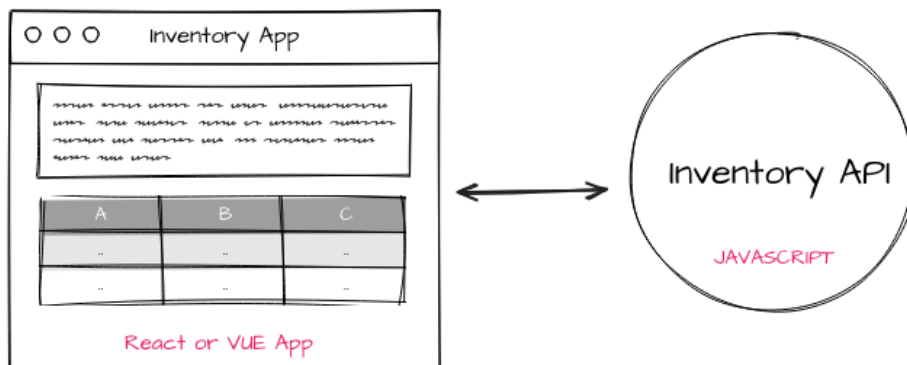 Inventory App
A B C
.. .. ..
.. .. ..
React or VUE App
Inventory API
JAVASCRIPT